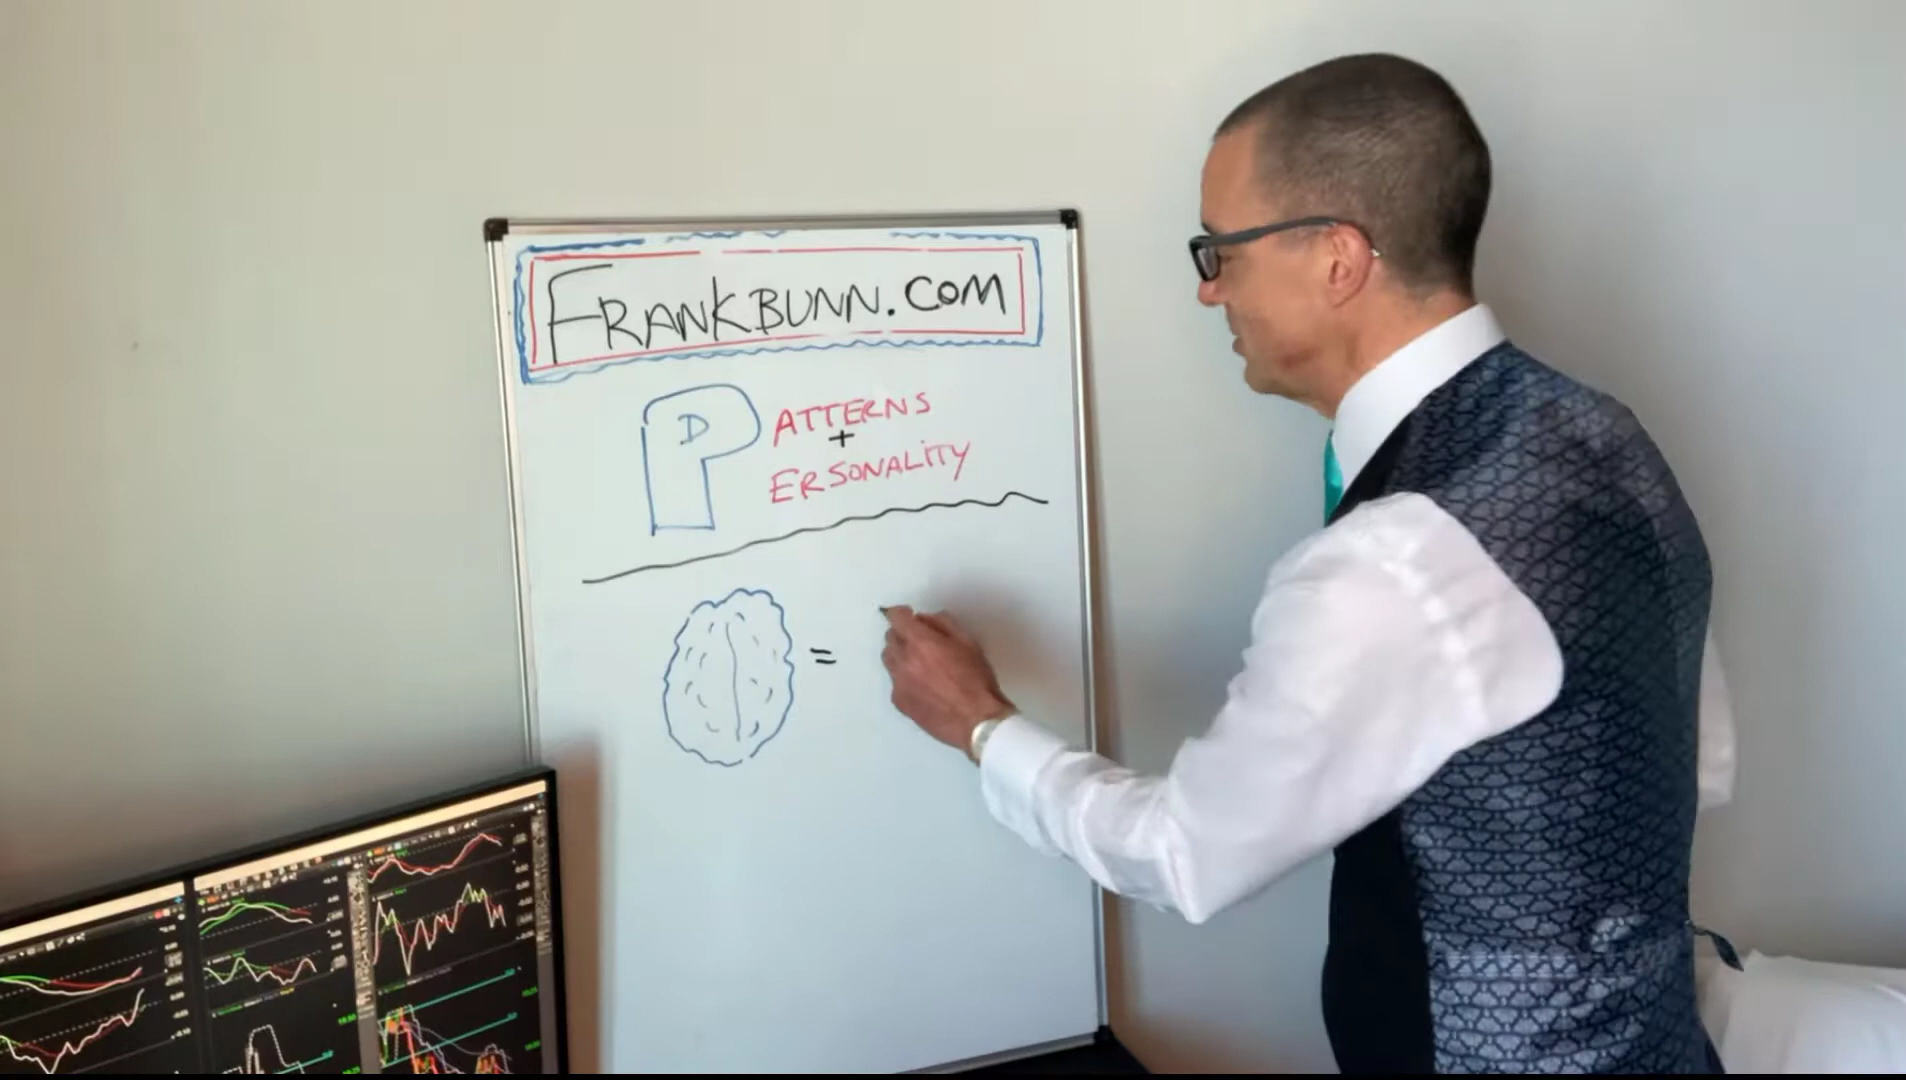 FRANKBUNN.COM
P D ATTERNS
+
ERSONALITY
=